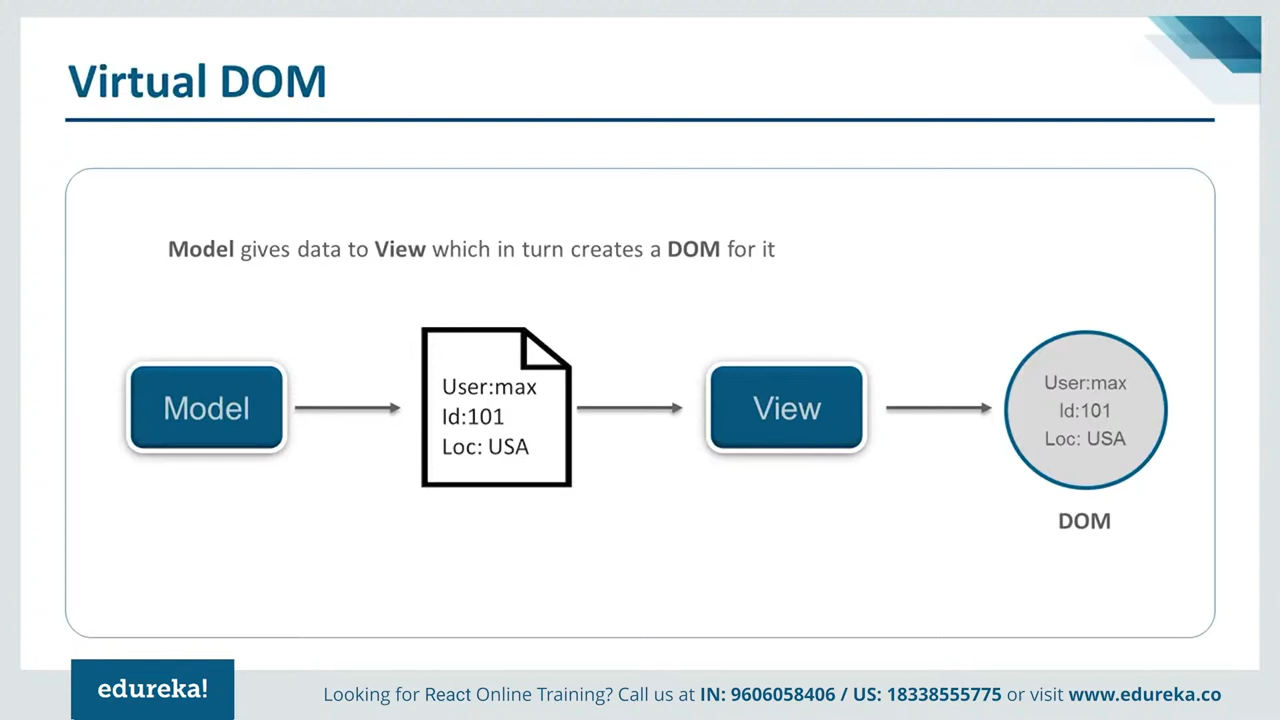 Virtual DOM
Model gives data to View which in turn creates a DOM for it
Model
User:max
Id:101
Loc: USA
View
User:max
Id:101
Loc: USA
DOM
edureka!
Looking for React Online Training? Call us at IN: 9606058406 / US: 18338555775 or visit www.edureka.co